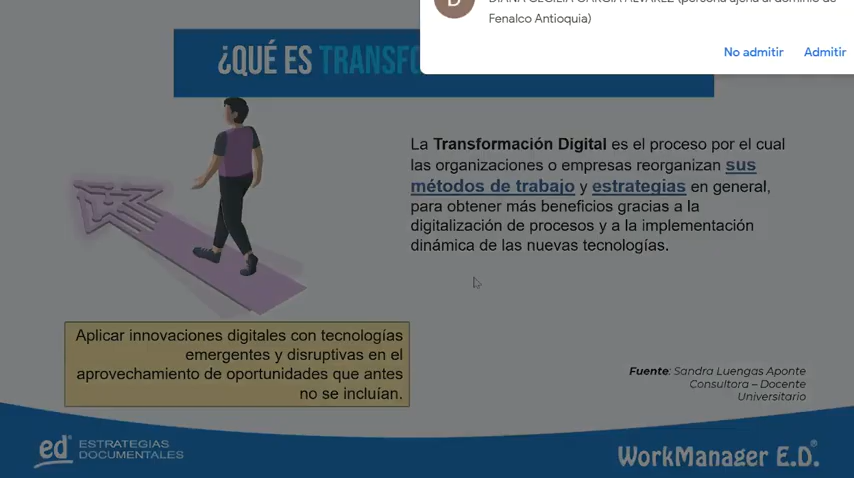 D
Fenalco Antioquia)
No admitir Admitir
¿QUÉ ES
La Transformación Digital es el proceso por el cual
las organizaciones o empresas reorganizan sus
métodos de trabajo y estrategias en general,
para obtener más beneficios gracias a la
digitalización de procesos y a la implementación
dinámica de las nuevas tecnologías.
Aplicar innovaciones digitales con tecnologías
emergentes y disruptivas en el
aprovechamiento de oportunidades que antes
no se incluían.
Fuente: Sandra Luengas Aponte
Consultora – Docente
Universitario
ed®
ESTRATEGIAS
DOCUMENTALES
WorkManager E.D.®